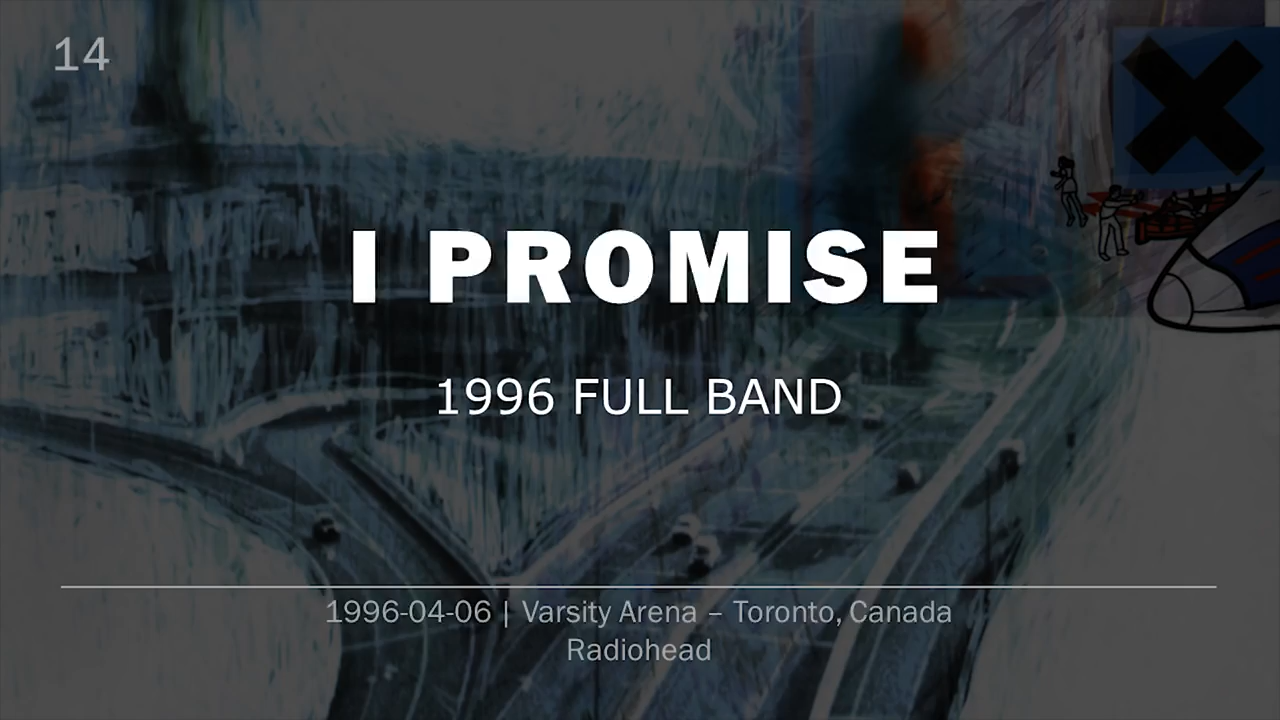 14
I PROMISE
1996 FULL BAND
1996-04-06 | Varsity Arena – Toronto, Canada
Radiohead